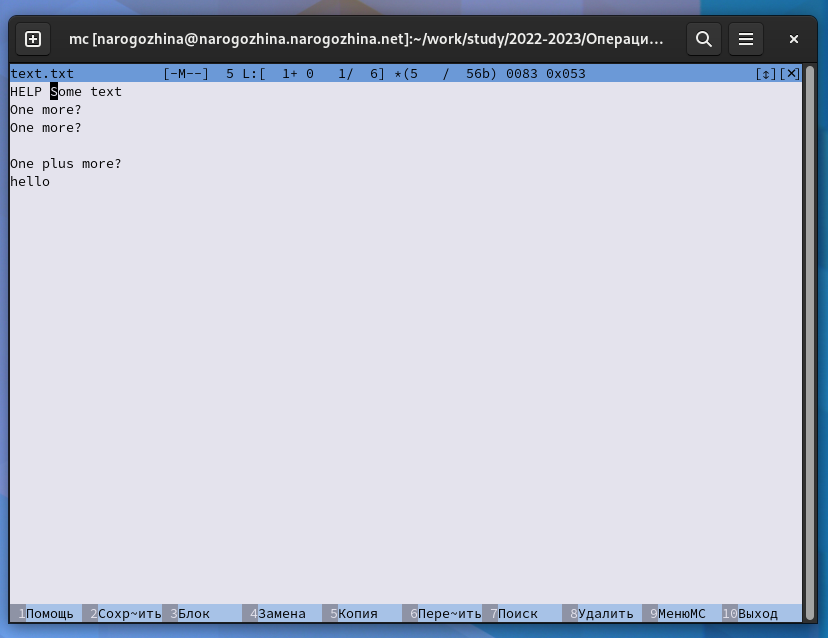 mc [narogozhina@narogozhina.narogozhina.net]:~/work/study/2022-2023/Операци…
text.txt [-M--] 5 L:[ 1+ 0 1/ 6] *(5 / 56b) 0083 0x053 [↕][✕]
HELP Some text
One more?
One more?
One plus more?
hello
1Помощь 2Сохр~ить 3Блок 4Замена 5Копия 6Пере~ить 7Поиск 8Удалить 9МенюМС 10Выход